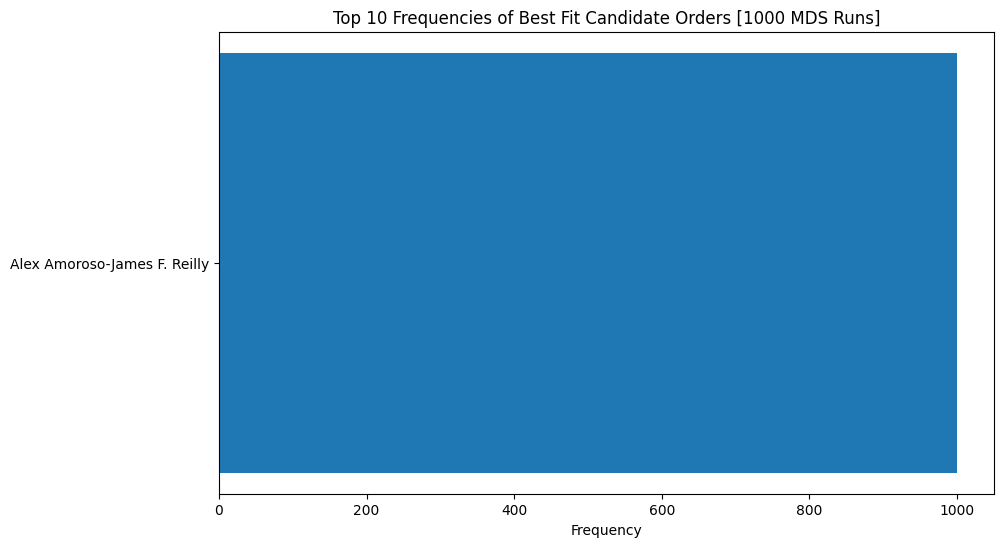 Top 10 Frequencies of Best Fit Candidate Orders [1000 MDS Runs]
Alex Amoroso-James F. Reilly
0 200 400 600 800 1000
Frequency